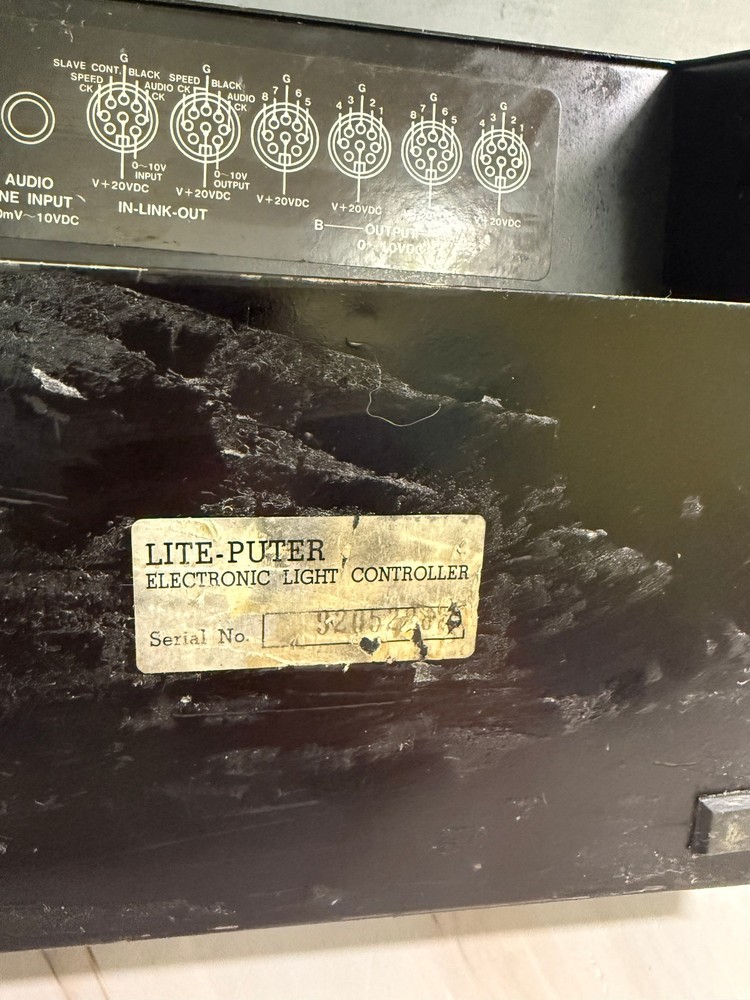 SLAVE CONT. G BLACK
SPEED AUDIO
CK CK
0~10V
INPUT
V+20VDC
SPEED G BLACK
CK AUDIO
CK
0~10V
OUTPUT
V+20VDC
IN-LINK-OUT
8 7 G 6 5
V+20VDC
4 3 G 2 1
V+20VDC
8 7 G 6 5
4 3 G 2 1
V+20VDC
B OUTPUT
AUDIO
NE INPUT
0mV~10VDC
LITE-PUTER
ELECTRONIC LIGHT CONTROLLER
Serial No.